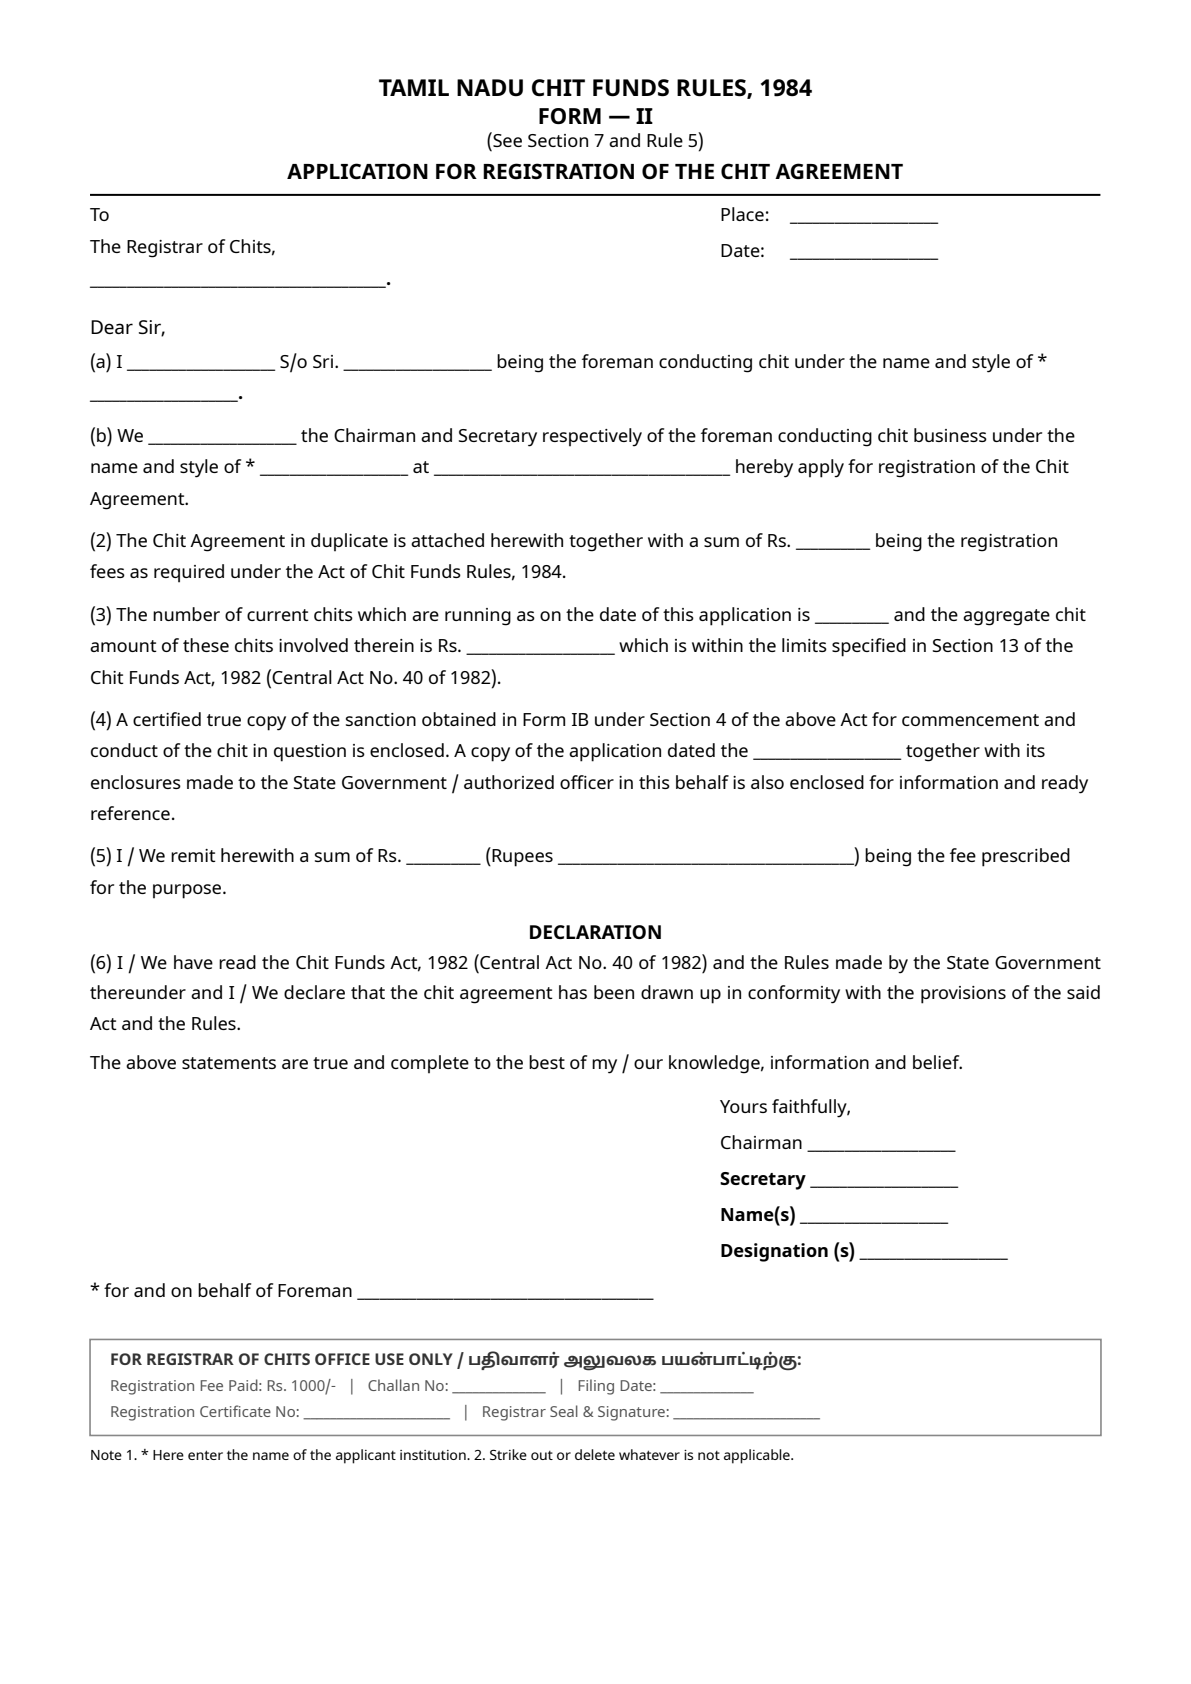 TAMIL NADU CHIT FUNDS RULES, 1984
FORM — II
(See Section 7 and Rule 5)
APPLICATION FOR REGISTRATION OF THE CHIT AGREEMENT
To
Place: ________________
The Registrar of Chits,
Date: ________________
________________________________.
Dear Sir,
(a) I ________________ S/o Sri. ________________ being the foreman conducting chit under the name and style of *
________________.
(b) We ________________ the Chairman and Secretary respectively of the foreman conducting chit business under the
name and style of * ________________ at ________________________________ hereby apply for registration of the Chit
Agreement.
(2) The Chit Agreement in duplicate is attached herewith together with a sum of Rs. ________ being the registration
fees as required under the Act of Chit Funds Rules, 1984.
(3) The number of current chits which are running as on the date of this application is ________ and the aggregate chit
amount of these chits involved therein is Rs. ________________ which is within the limits specified in Section 13 of the
Chit Funds Act, 1982 (Central Act No. 40 of 1982).
(4) A certified true copy of the sanction obtained in Form IB under Section 4 of the above Act for commencement and
conduct of the chit in question is enclosed. A copy of the application dated the ________________ together with its
enclosures made to the State Government / authorized officer in this behalf is also enclosed for information and ready
reference.
(5) I / We remit herewith a sum of Rs. ________ (Rupees ________________________________) being the fee prescribed
for the purpose.
DECLARATION
(6) I / We have read the Chit Funds Act, 1982 (Central Act No. 40 of 1982) and the Rules made by the State Government
thereunder and I / We declare that the chit agreement has been drawn up in conformity with the provisions of the said
Act and the Rules.
The above statements are true and complete to the best of my / our knowledge, information and belief.
Yours faithfully,
Chairman ________________
Secretary ________________
Name(s) ________________
Designation (s) ________________
* for and on behalf of Foreman ________________________________
FOR REGISTRAR OF CHITS OFFICE USE ONLY / பதிவாளர் அலுவலக பயன்பாட்டிற்கு:
Registration Fee Paid: Rs. 1000/- | Challan No: ____________ | Filing Date: ____________
Registration Certificate No: ___________________ | Registrar Seal & Signature: ___________________
Note 1. * Here enter the name of the applicant institution. 2. Strike out or delete whatever is not applicable.